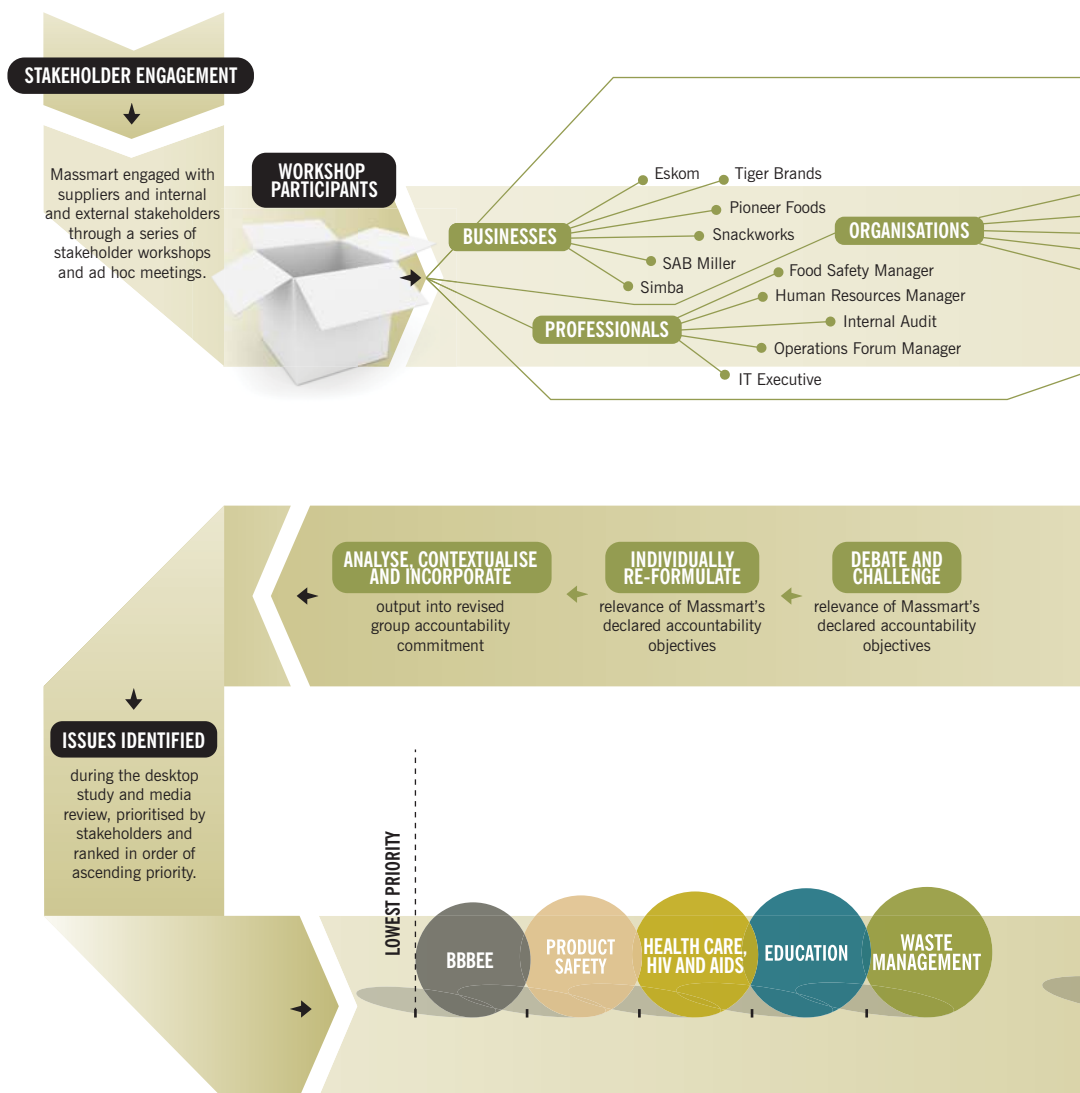 STAKEHOLDER ENGAGEMENT
Massmart engaged with
suppliers and internal
and external stakeholders
through a series of
stakeholder workshops
and ad hoc meetings.
WORKSHOP
PARTICIPANTS
BUSINESSES
Eskom
Tiger Brands
Pioneer Foods
Snackworks
SAB Miller
Simba
ORGANISATIONS
PROFESSIONALS
Food Safety Manager
Human Resources Manager
Internal Audit
Operations Forum Manager
IT Executive
ANALYSE, CONTEXTUALISE
AND INCORPORATE
output into revised
group accountability
commitment
INDIVIDUALLY
RE-FORMULATE
relevance of Massmart's
declared accountability
objectives
DEBATE AND
CHALLENGE
relevance of Massmart's
declared accountability
objectives
ISSUES IDENTIFIED
during the desktop
study and media
review, prioritised by
stakeholders and
ranked in order of
ascending priority.
LOWEST PRIORITY
BBBEE
PRODUCT
SAFETY
HEALTH CARE,
HIV AND AIDS
EDUCATION
WASTE
MANAGEMENT